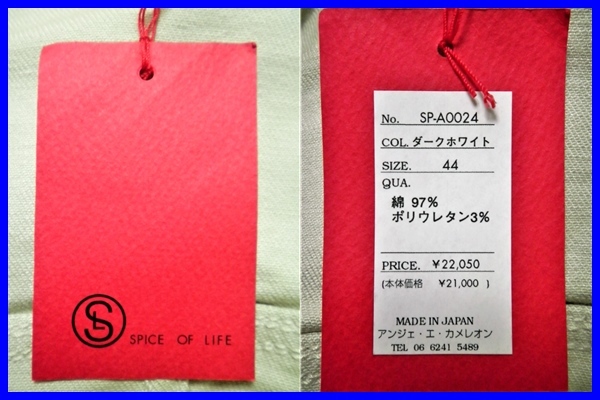 SL
SPICE OF LIFE
No. SP-A0024
COL. ダークホワイト
SIZE. 44
QUA.
綿 97%
ポリウレタン3%
PRICE. ¥22,050
(本体価格 ¥21,000 )
MADE IN JAPAN
アンジェ・エ・カメレオン
TEL 06 6241 5489